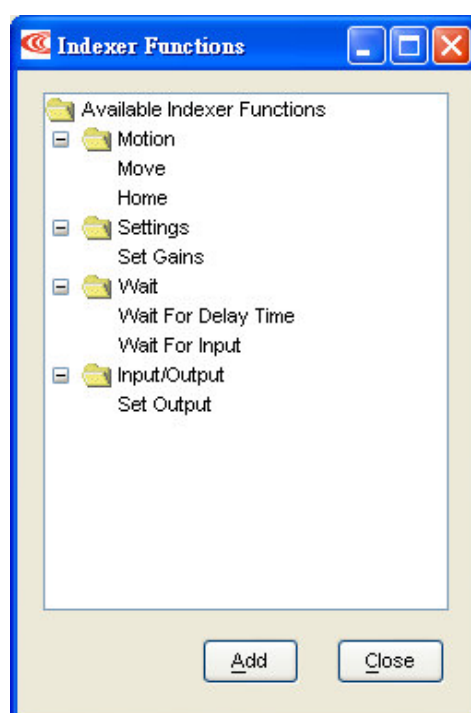 Indexer Functions
Available Indexer Functions
Motion
Move
Home
Settings
Set Gains
Wait
Wait For Delay Time
Wait For Input
Input/Output
Set Output
Add Close